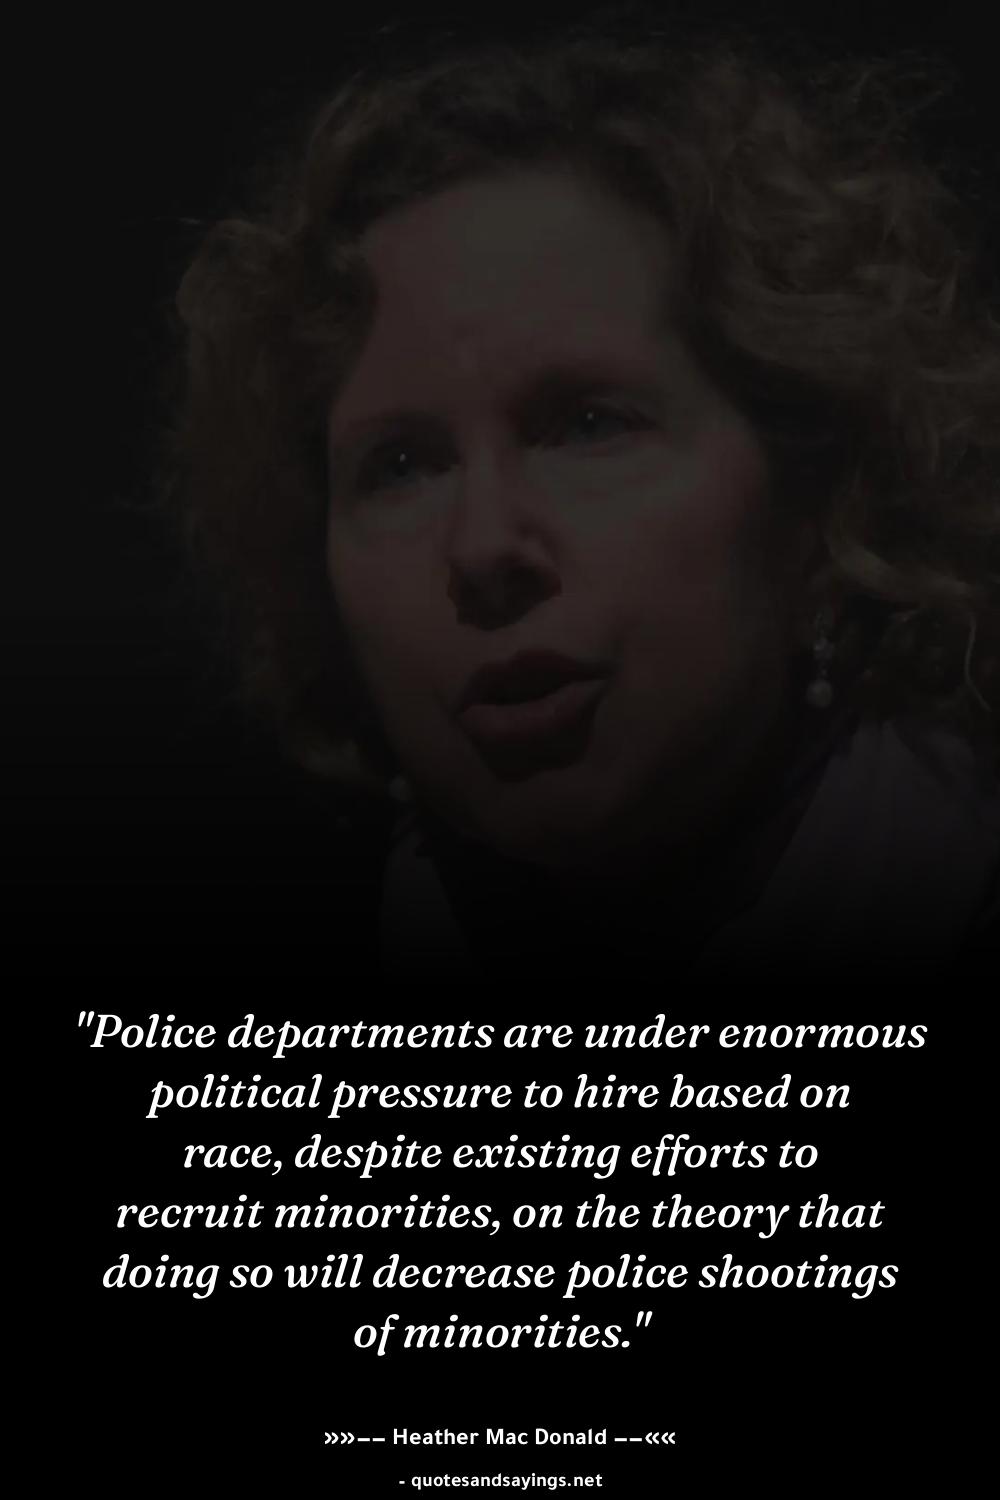 "Police departments are under enormous
political pressure to hire based on
race, despite existing efforts to
recruit minorities, on the theory that
doing so will decrease police shootings
of minorities."
»»−− Heather Mac Donald −−««
- quotesandsayings.net